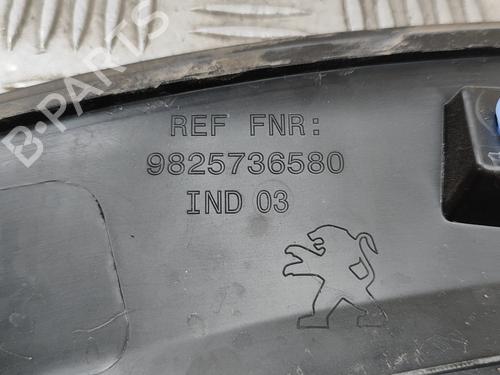 B-PARTS
REF FNR:
9825736580
IND 03